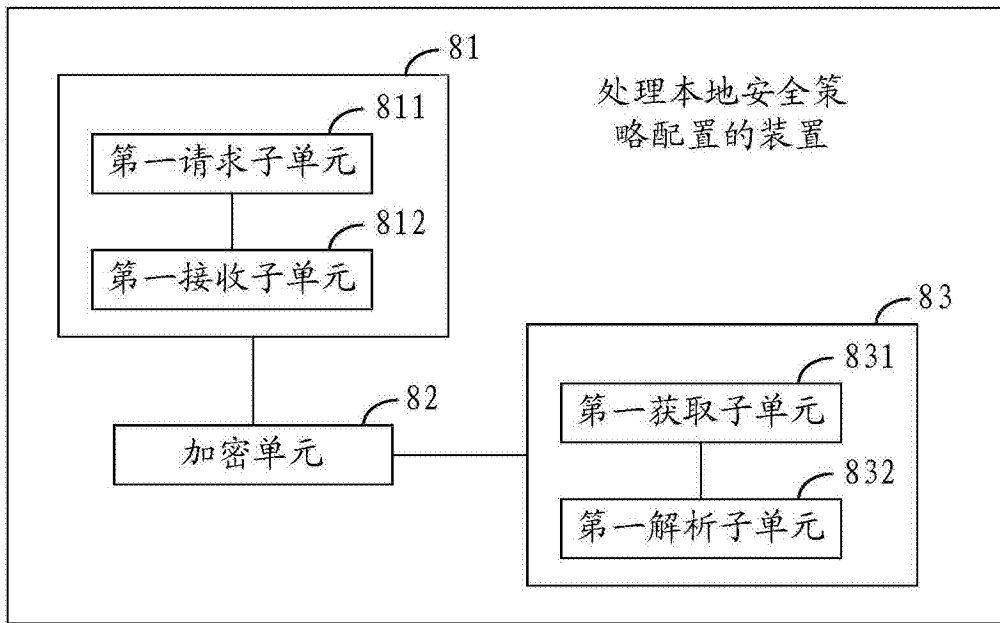 81
处理本地安全策
略配置的装置
811
第一请求子单元
812
第一接收子单元
83
831
第一获取子单元
82
加密单元
832
第一解析子单元